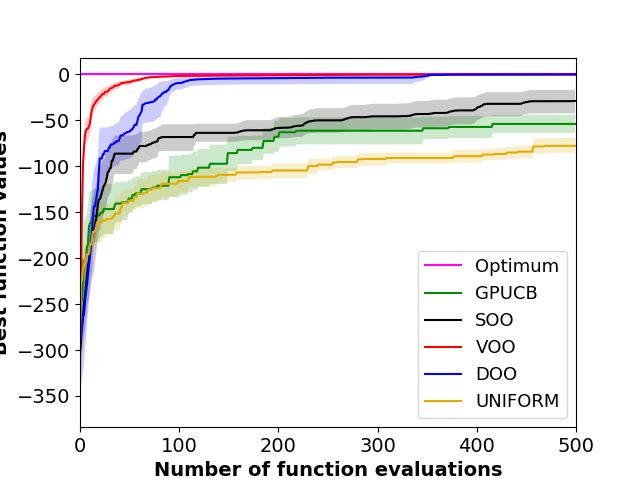 Best function values
0
−50
−100
−150
−200
−250
−300
−350
Optimum
GPUCB
SOO
VOO
DOO
UNIFORM
0 100 200 300 400 500
Number of function evaluations